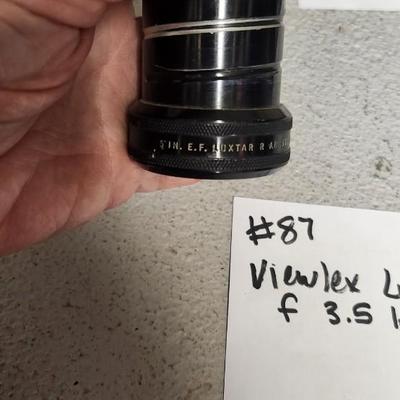 5 IN. E.F. LUXTAR R
#87
Viewlex
f 3.5